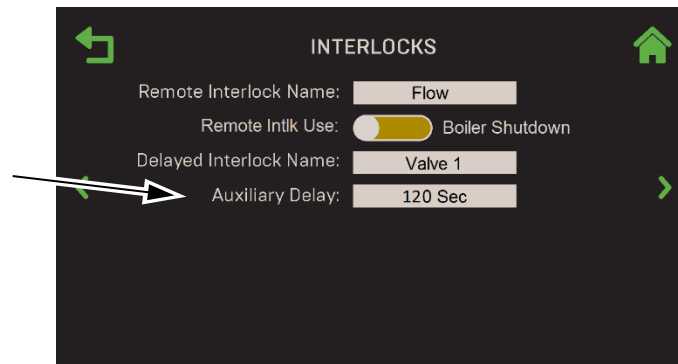 INTERLOCKS
Remote Interlock Name: Flow
Remote Intlk Use: Boiler Shutdown
Delayed Interlock Name: Valve 1
Auxiliary Delay: 120 Sec